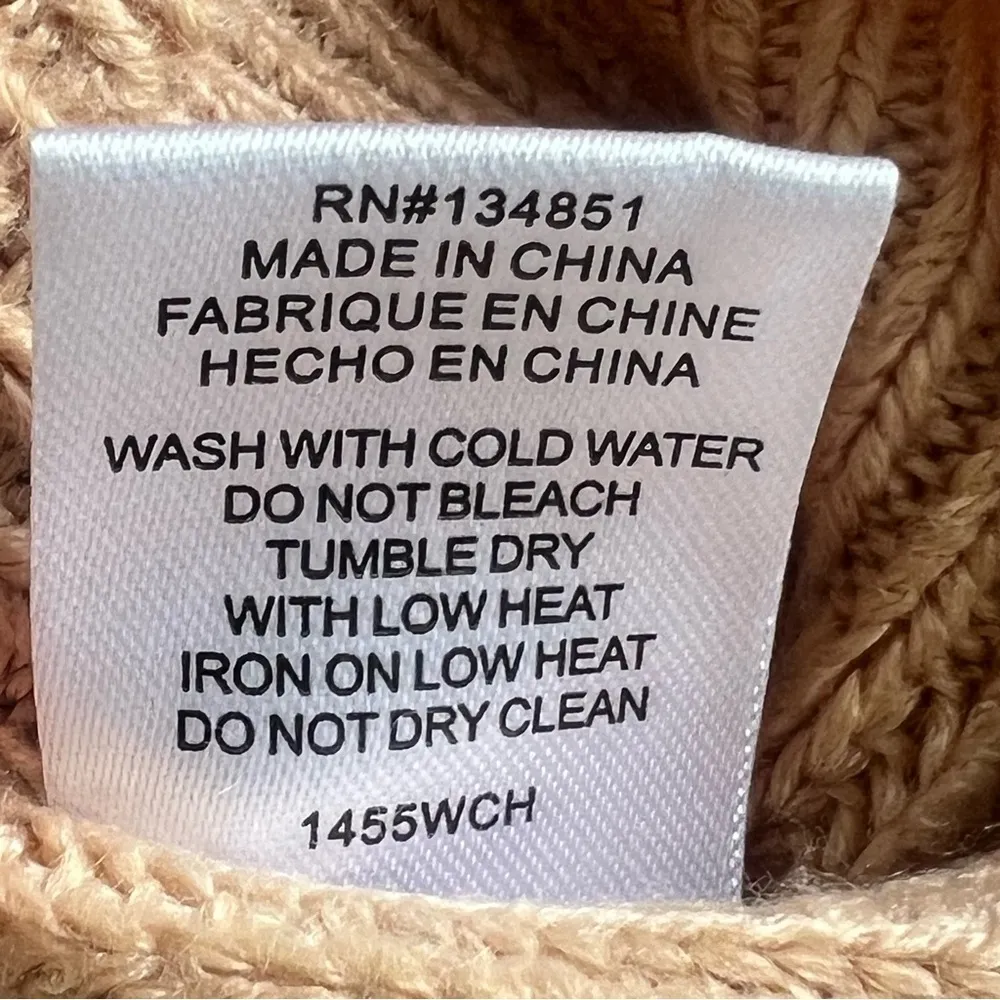 RN#134851
MADE IN CHINA
FABRIQUE EN CHINE
HECHO EN CHINA
WASH WITH COLD WATER
DO NOT BLEACH
TUMBLE DRY
WITH LOW HEAT
IRON ON LOW HEAT
DO NOT DRY CLEAN
1455WCH